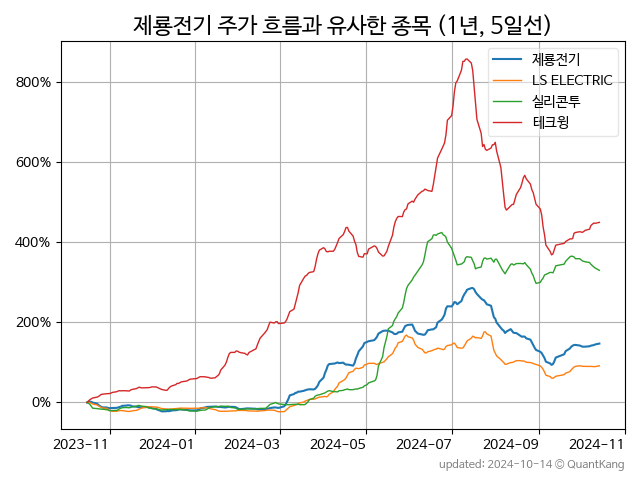 제룡전기 주가 흐름과 유사한 종목 (1년, 5일선)
제룡전기
LS ELECTRIC
실리콘투
테크윙
800%
600%
400%
200%
0%
2023-11 2024-01 2024-03 2024-05 2024-07 2024-09 2024-11
updated: 2024-10-14 © QuantKang